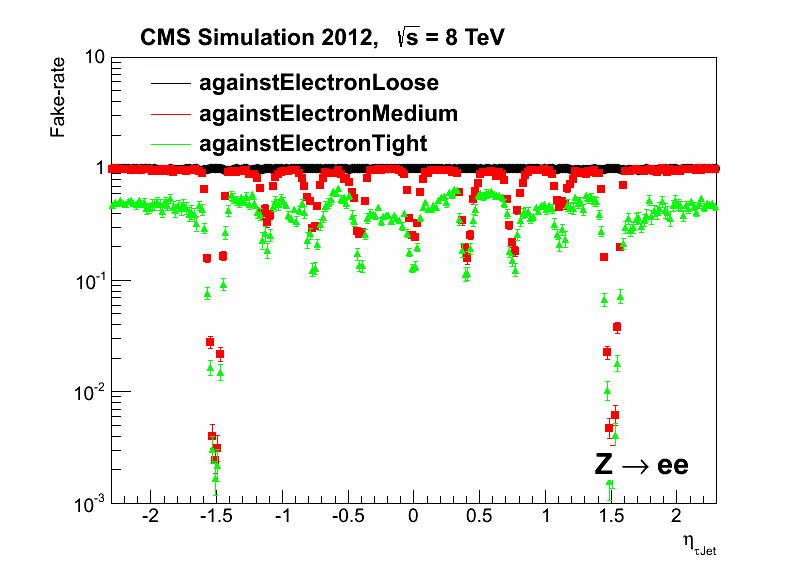 CMS Simulation 2012, √s = 8 TeV
Fake-rate
againstElectronLoose
againstElectronMedium
againstElectronTight
10
1
10⁻¹
10⁻²
10⁻³
Z → ee
-2 -1.5 -1 -0.5 0 0.5 1 1.5 2
η τJet